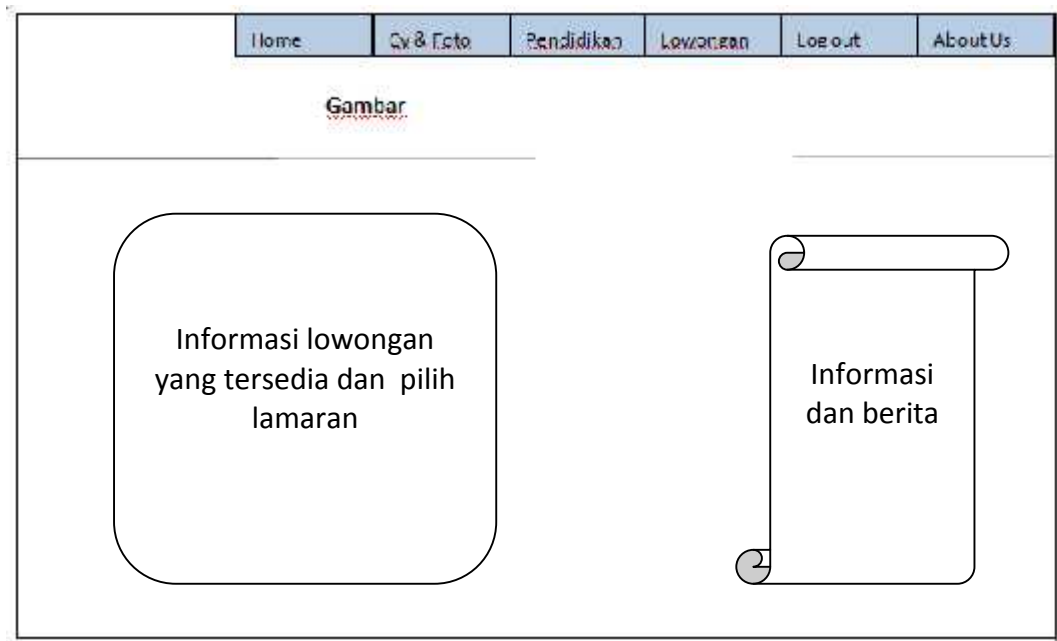 Home Cv & Foto Pendidikan Lowongan Log out About Us
Gambar
Informasi lowongan
yang tersedia dan pilih
lamaran
Informasi
dan berita